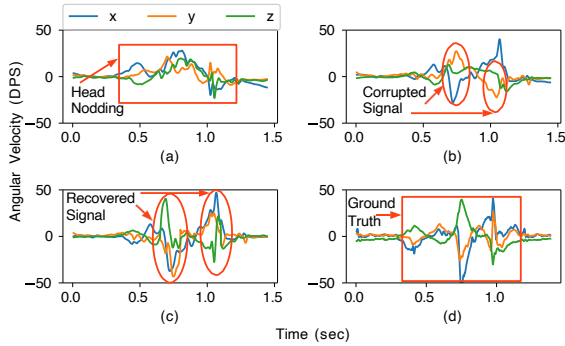 x y z
50
0
−50
0.0 0.5 1.0 1.5
Head
Nodding
(a)
50
0
−50
0.0 0.5 1.0 1.5
Corrupted
Signal
(b)
Angular Velocity (DPS)
50
0
−50
0.0 0.5 1.0 1.5
Recovered
Signal
(c)
50
0
−50
0.0 0.5 1.0 1.5
Ground
Truth
(d)
Time (sec)